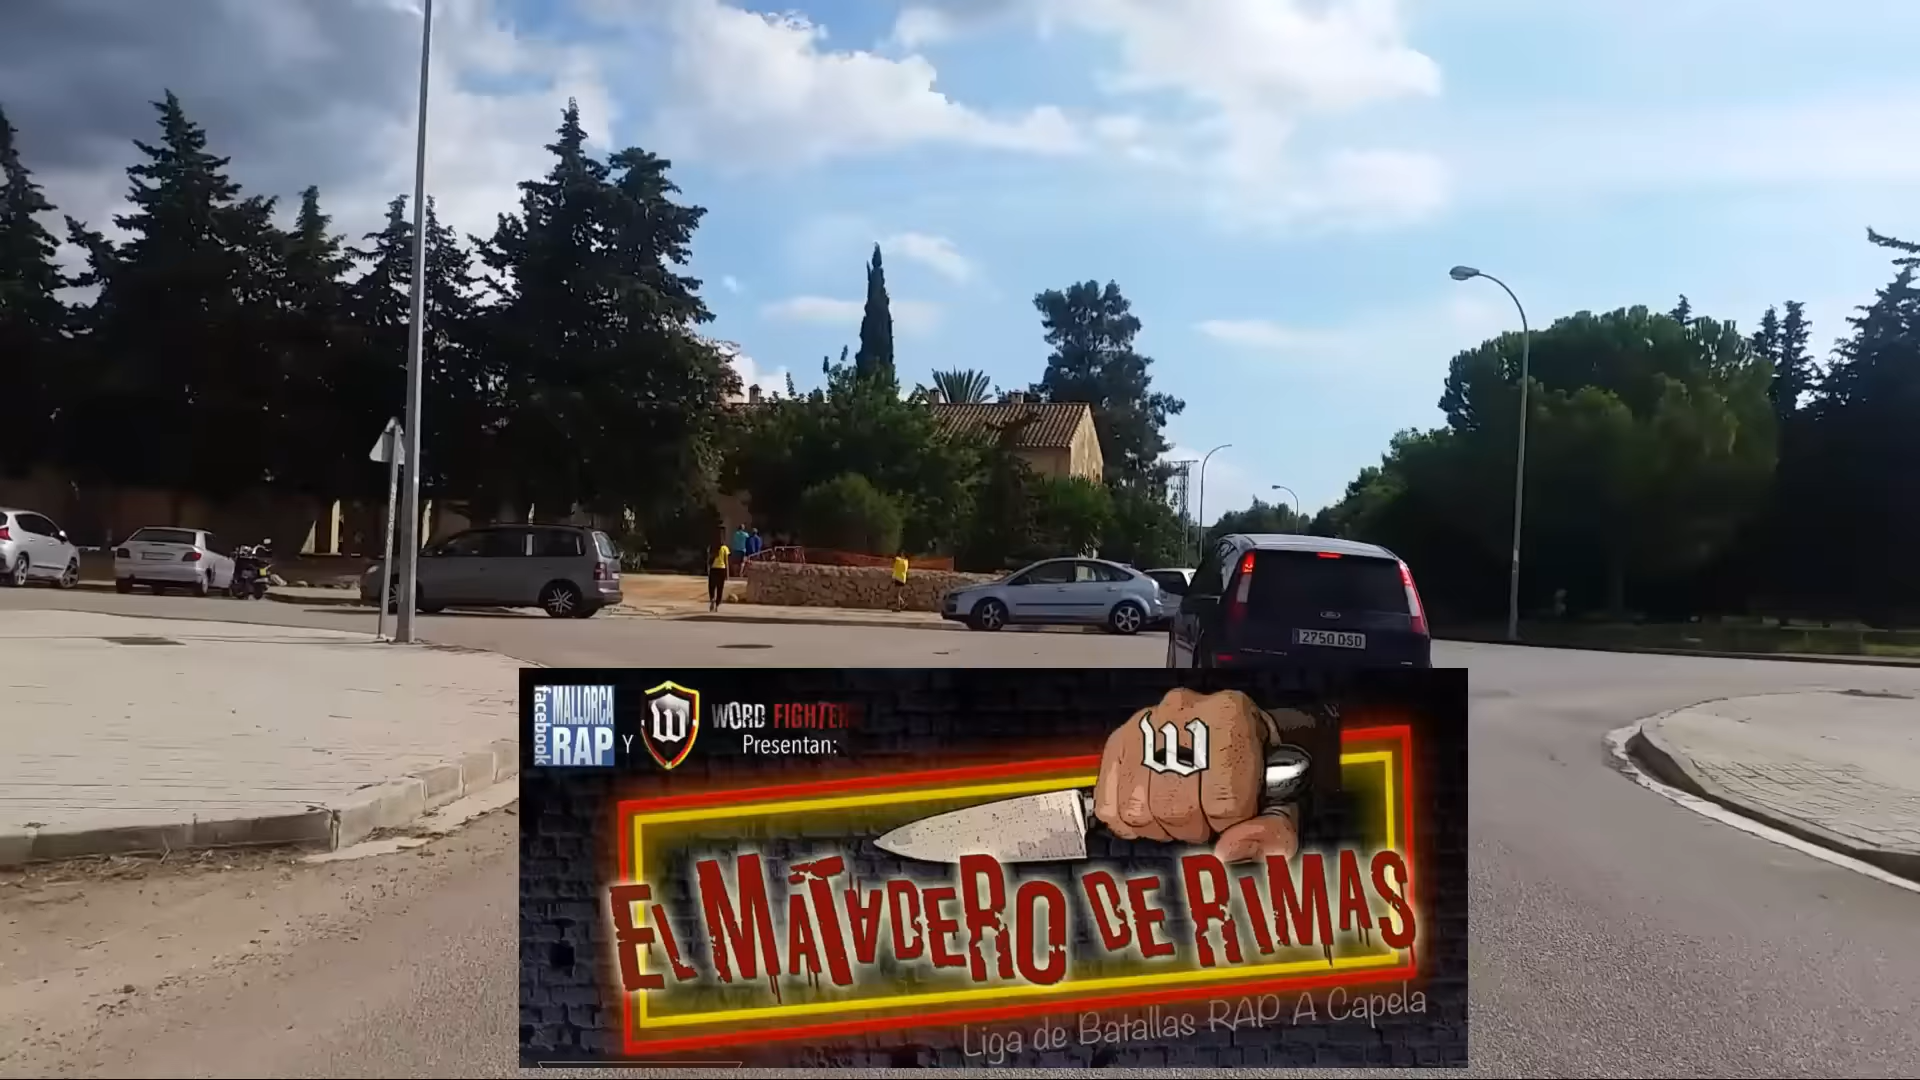 2750 DSD
facebook
MALLORCA
RAP
Y
W
WORD FIGHTERS
Presentan:
W
EL MATADERO DE RIMAS
Liga de Batallas RAP A Capela